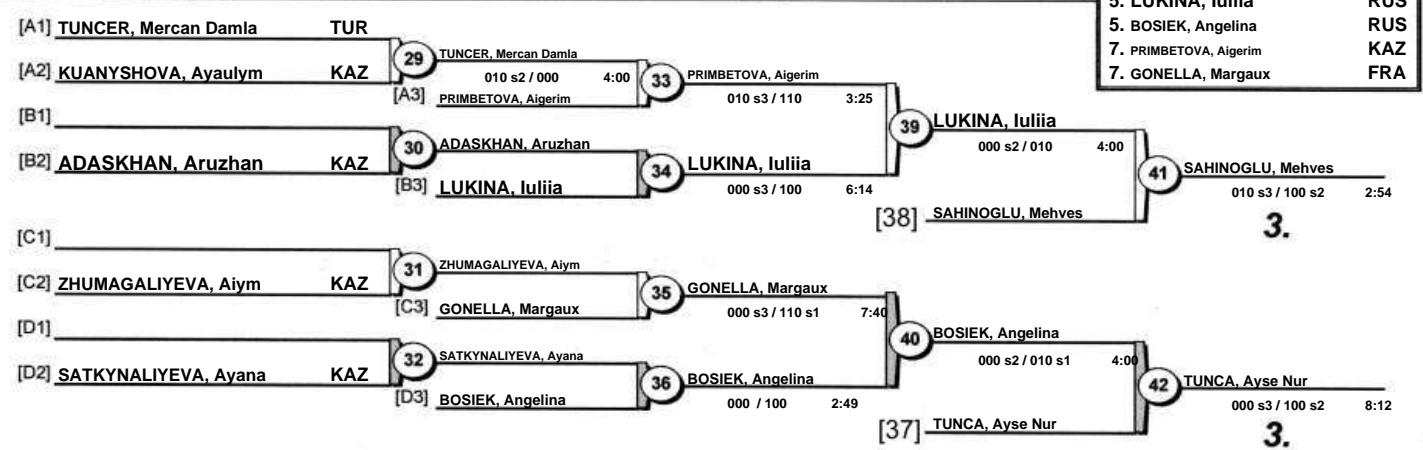 5. LUKINA, Iuliia RUS
5. BOSIEK, Angelina RUS
7. PRIMBETOVA, Aigerim KAZ
7. GONELLA, Margaux FRA
[A1] TUNCER, Mercan Damla TUR
29
[A2] KUANYSHOVA, Ayaulym KAZ
TUNCER, Mercan Damla
010 s2 / 000 4:00
33
[A3] PRIMBETOVA, Aigerim
PRIMBETOVA, Aigerim
010 s3 / 110 3:25
[B1]
30
[B2] ADASKHAN, Aruzhan KAZ
ADASKHAN, Aruzhan
34
[B3] LUKINA, Iuliia
LUKINA, Iuliia
000 s3 / 100 6:14
39
LUKINA, Iuliia
000 s2 / 010 4:00
[38] SAHINOGLU, Mehves
41
SAHINOGLU, Mehves
010 s3 / 100 s2 2:54
3.
[C1]
31
[C2] ZHUMAGALIYEVA, Aiym KAZ
ZHUMAGALIYEVA, Aiym
35
[C3] GONELLA, Margaux
GONELLA, Margaux
000 s3 / 110 s1 7:40
[D1]
32
[D2] SATKYNALIYEVA, Ayana KAZ
SATKYNALIYEVA, Ayana
36
[D3] BOSIEK, Angelina
BOSIEK, Angelina
000 / 100 2:49
40
BOSIEK, Angelina
000 s2 / 010 s1 4:00
[37] TUNCA, Ayse Nur
42
TUNCA, Ayse Nur
000 s3 / 100 s2 8:12
3.